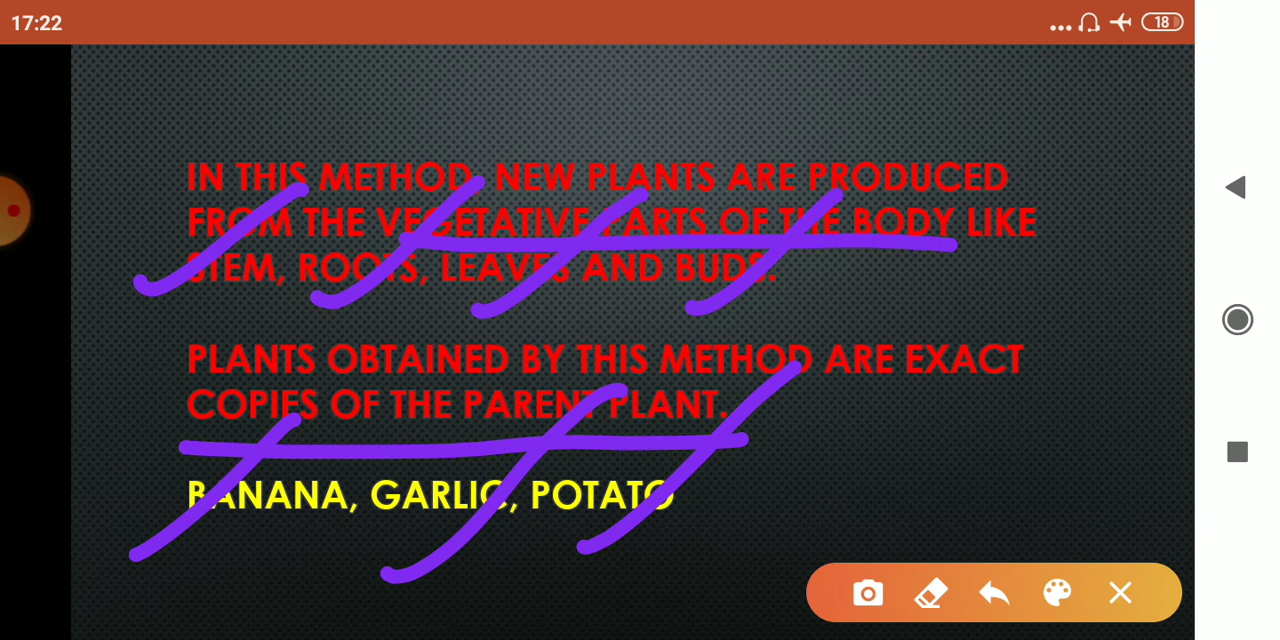 17:22
18
IN THIS METHOD, NEW PLANTS ARE PRODUCED
FROM THE VEGETATIVE PARTS OF THE BODY LIKE
STEM, ROOTS, LEAVES AND BUDS.
PLANTS OBTAINED BY THIS METHOD ARE EXACT
COPIES OF THE PARENT PLANT.
BANANA, GARLIC, POTATO